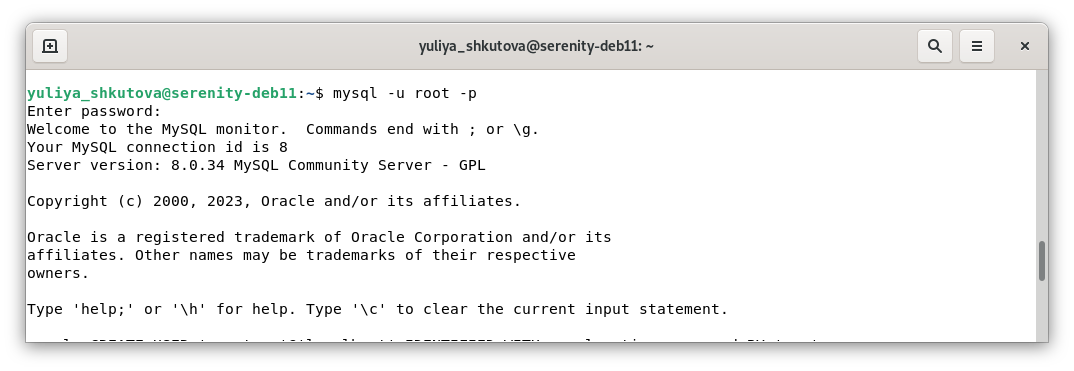 yuliya_shkutova@serenity-deb11: ~
yuliya_shkutova@serenity-deb11:~$ mysql -u root -p
Enter password:
Welcome to the MySQL monitor.  Commands end with ; or \g.
Your MySQL connection id is 8
Server version: 8.0.34 MySQL Community Server - GPL
Copyright (c) 2000, 2023, Oracle and/or its affiliates.
Oracle is a registered trademark of Oracle Corporation and/or its
affiliates. Other names may be trademarks of their respective
owners.
Type 'help;' or '\h' for help. Type '\c' to clear the current input statement.